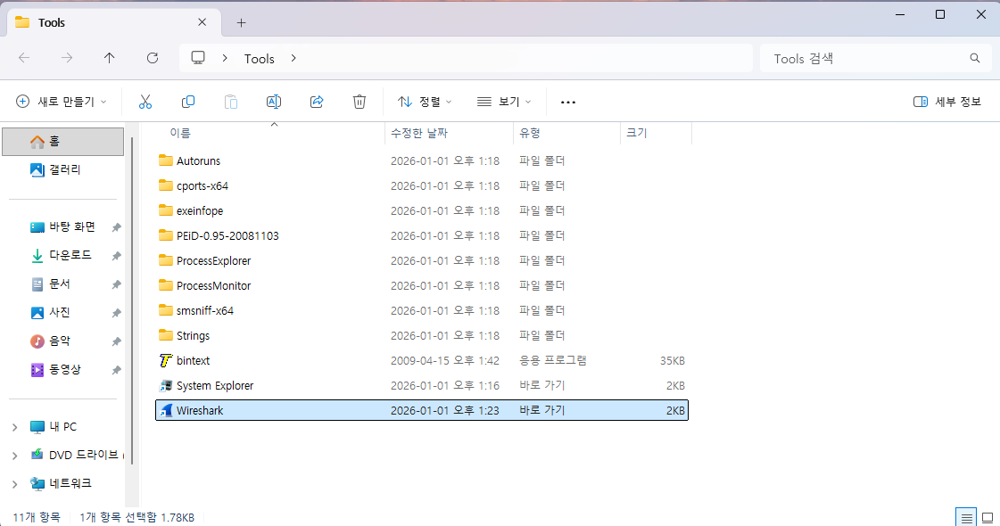 Tools
Tools
Tools 검색
새로 만들기
정렬
보기
세부 정보
이름 수정한 날짜 유형 크기
홈
갤러리
바탕 화면
다운로드
문서
사진
음악
동영상
내 PC
DVD 드라이브 (
네트워크
Autoruns 2026-01-01 오후 1:18 파일 폴더
cports-x64 2026-01-01 오후 1:18 파일 폴더
exeinfope 2026-01-01 오후 1:18 파일 폴더
PEiD-0.95-20081103 2026-01-01 오후 1:18 파일 폴더
ProcessExplorer 2026-01-01 오후 1:18 파일 폴더
ProcessMonitor 2026-01-01 오후 1:18 파일 폴더
smsniff-x64 2026-01-01 오후 1:18 파일 폴더
Strings 2026-01-01 오후 1:18 파일 폴더
bintext 2009-04-15 오후 1:42 응용 프로그램 35KB
System Explorer 2026-01-01 오후 1:16 바로 가기 2KB
Wireshark 2026-01-01 오후 1:23 바로 가기 2KB
11개 항목 1개 항목 선택함 1.78KB